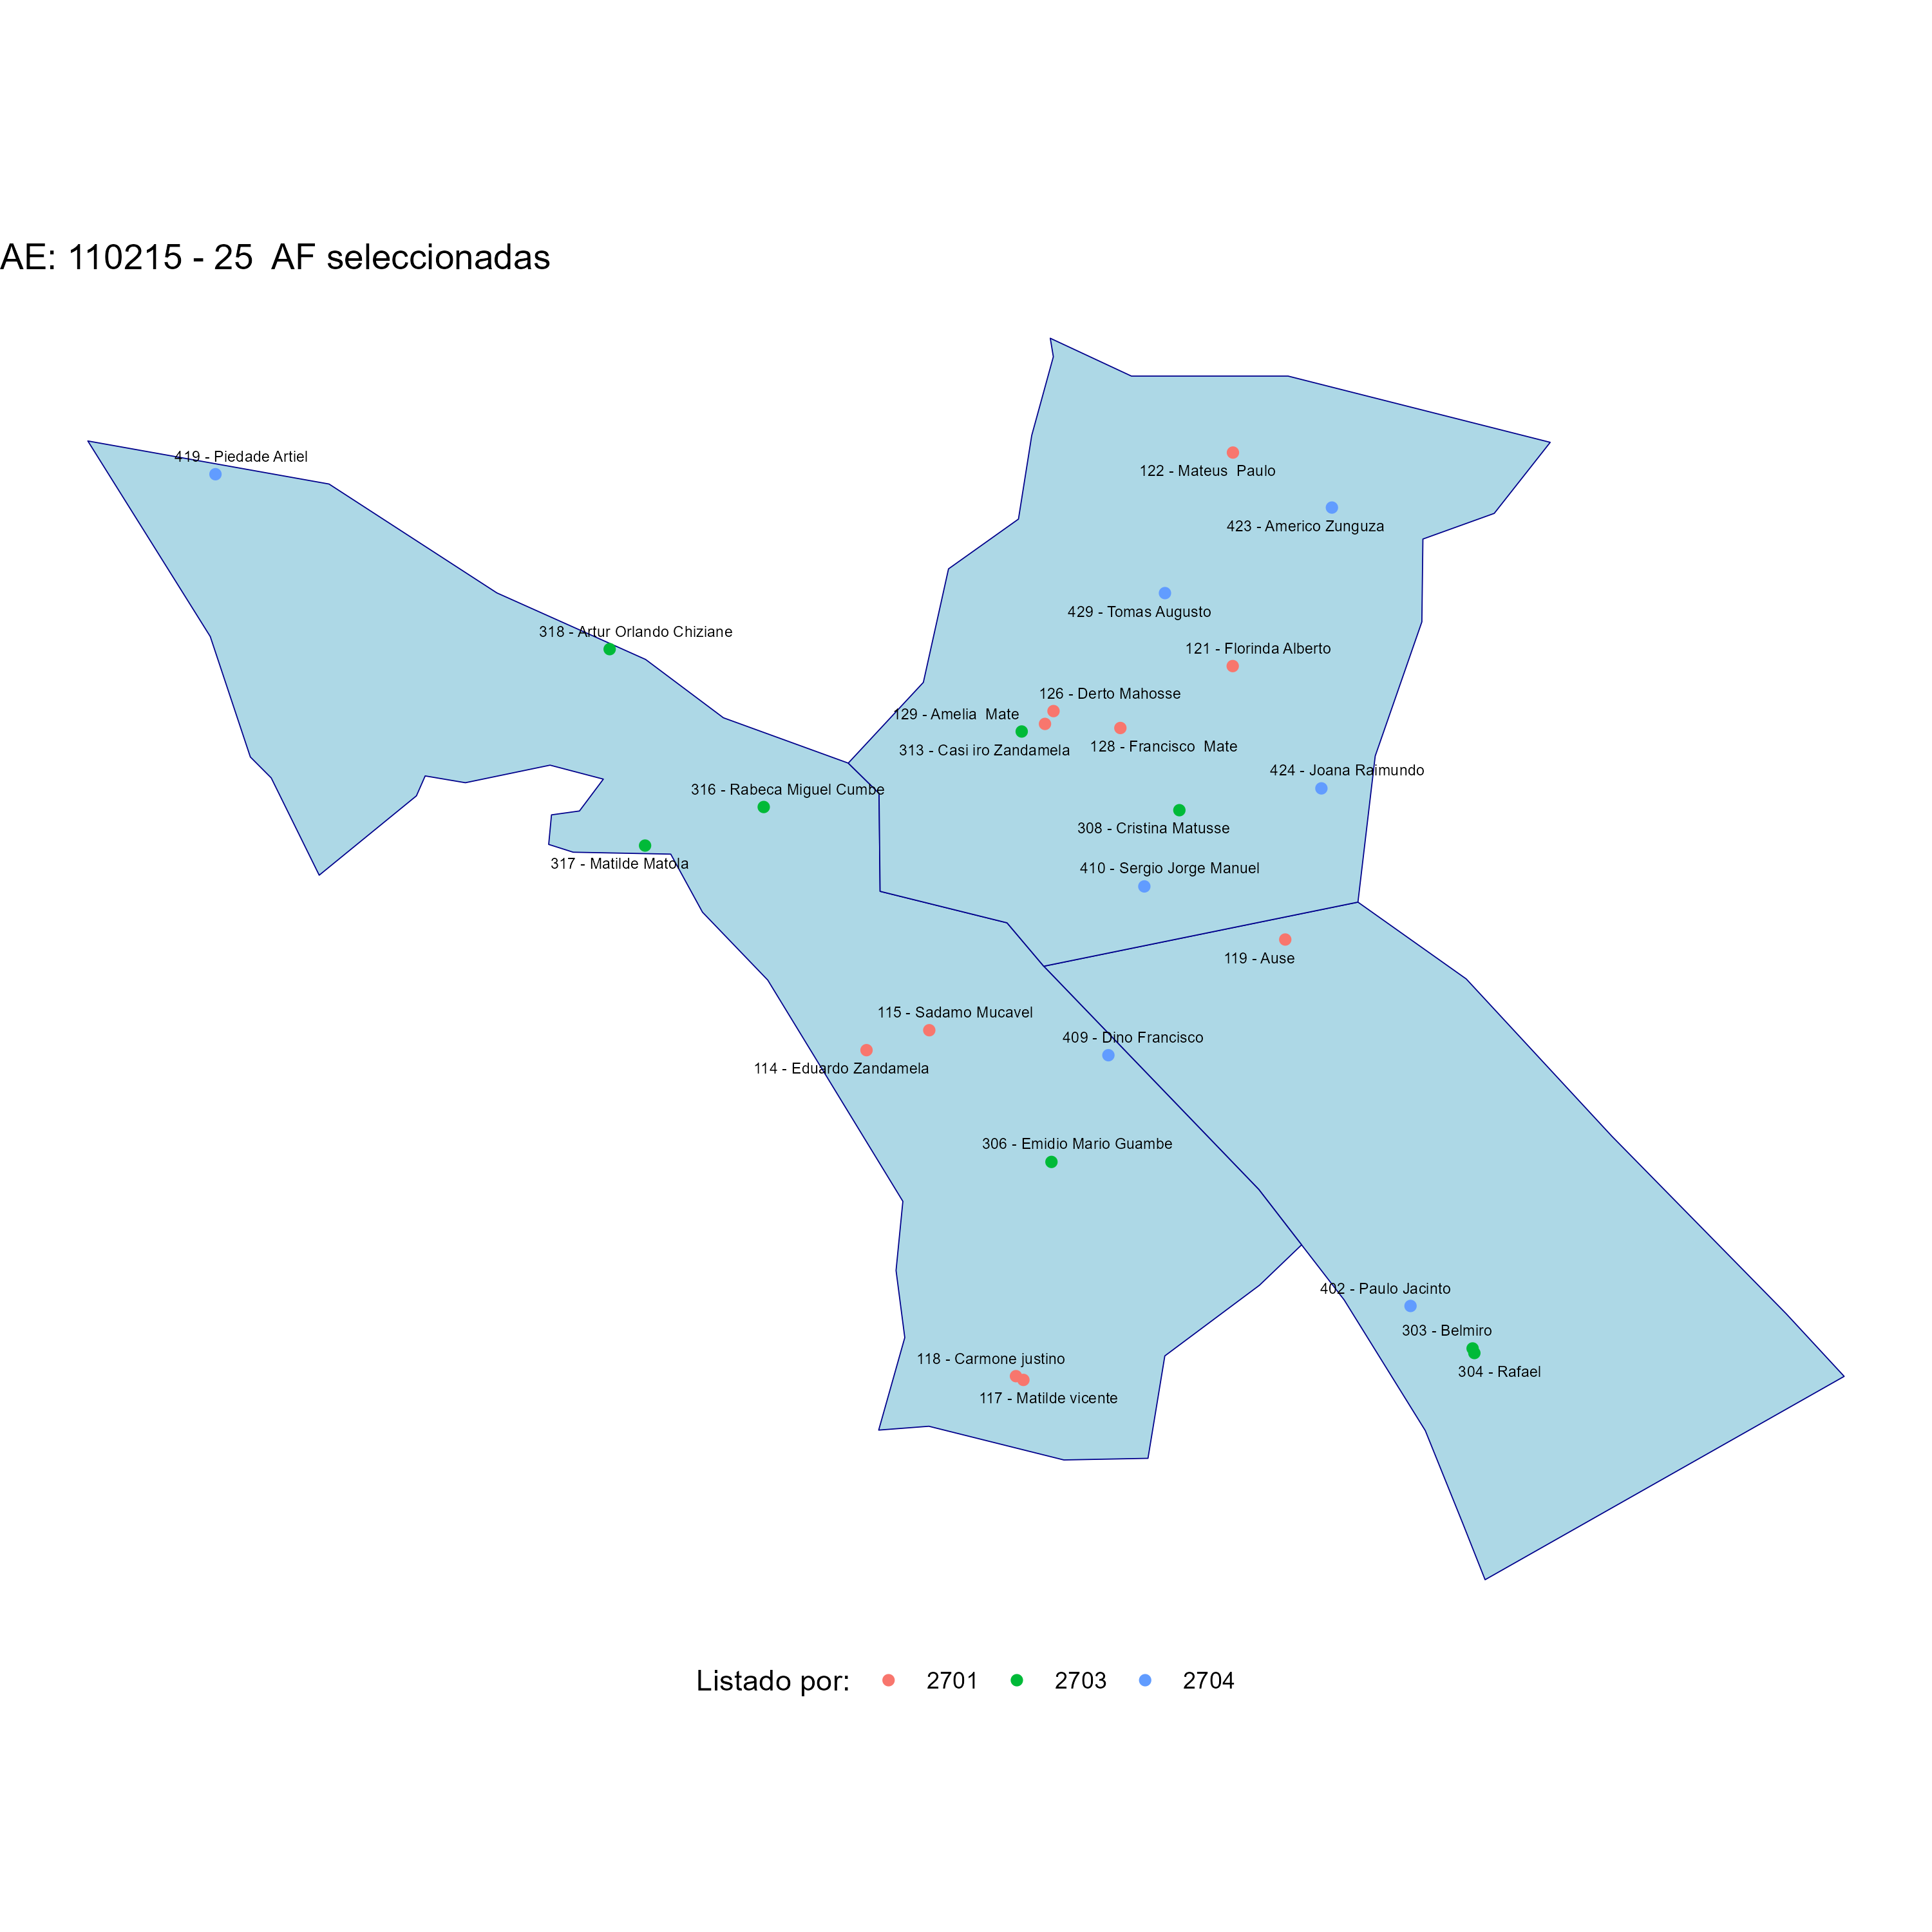 AE: 110215 - 25  AF seleccionadas
419 - Piedade Artiel
122 - Mateus  Paulo
423 - Americo Zunguza
429 - Tomas Augusto
318 - Artur Orlando Chiziane
121 - Florinda Alberto
126 - Derto Mahosse
129 - Amelia  Mate
313 - Casi iro Zandamela
128 - Francisco  Mate
424 - Joana Raimundo
316 - Rabeca Miguel Cumbe
308 - Cristina Matusse
317 - Matilde Matola
410 - Sergio Jorge Manuel
119 - Ause
115 - Sadamo Mucavel
409 - Dino Francisco
114 - Eduardo Zandamela
306 - Emidio Mario Guambe
402 - Paulo Jacinto
303 - Belmiro
118 - Carmone justino
304 - Rafael
117 - Matilde vicente
Listado por: 2701 2703 2704